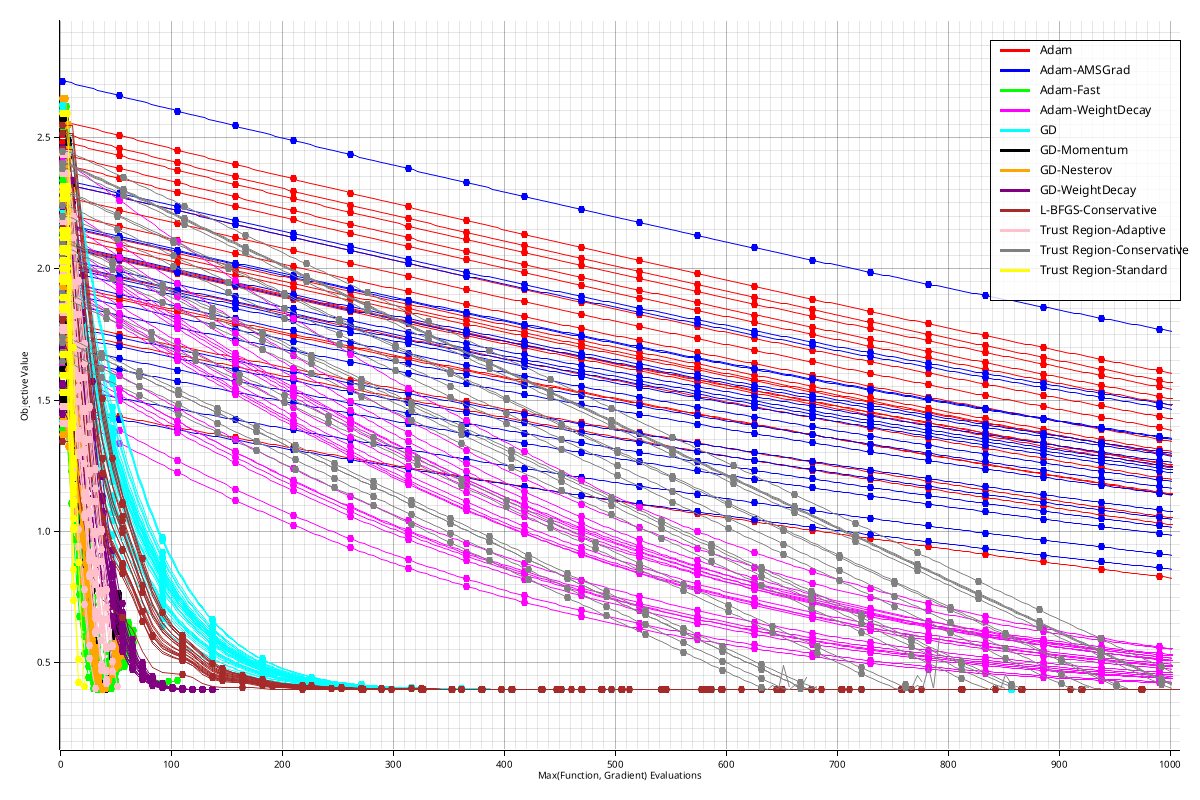 Adam
Adam-AMSGrad
Adam-Fast
Adam-WeightDecay
GD
GD-Momentum
GD-Nesterov
GD-WeightDecay
L-BFGS-Conservative
Trust Region-Adaptive
Trust Region-Conservative
Trust Region-Standard
2.5
2.0
1.5
1.0
0.5
Objective Value
0 100 200 300 400 500 600 700 800 900 1000
Max(Function, Gradient) Evaluations